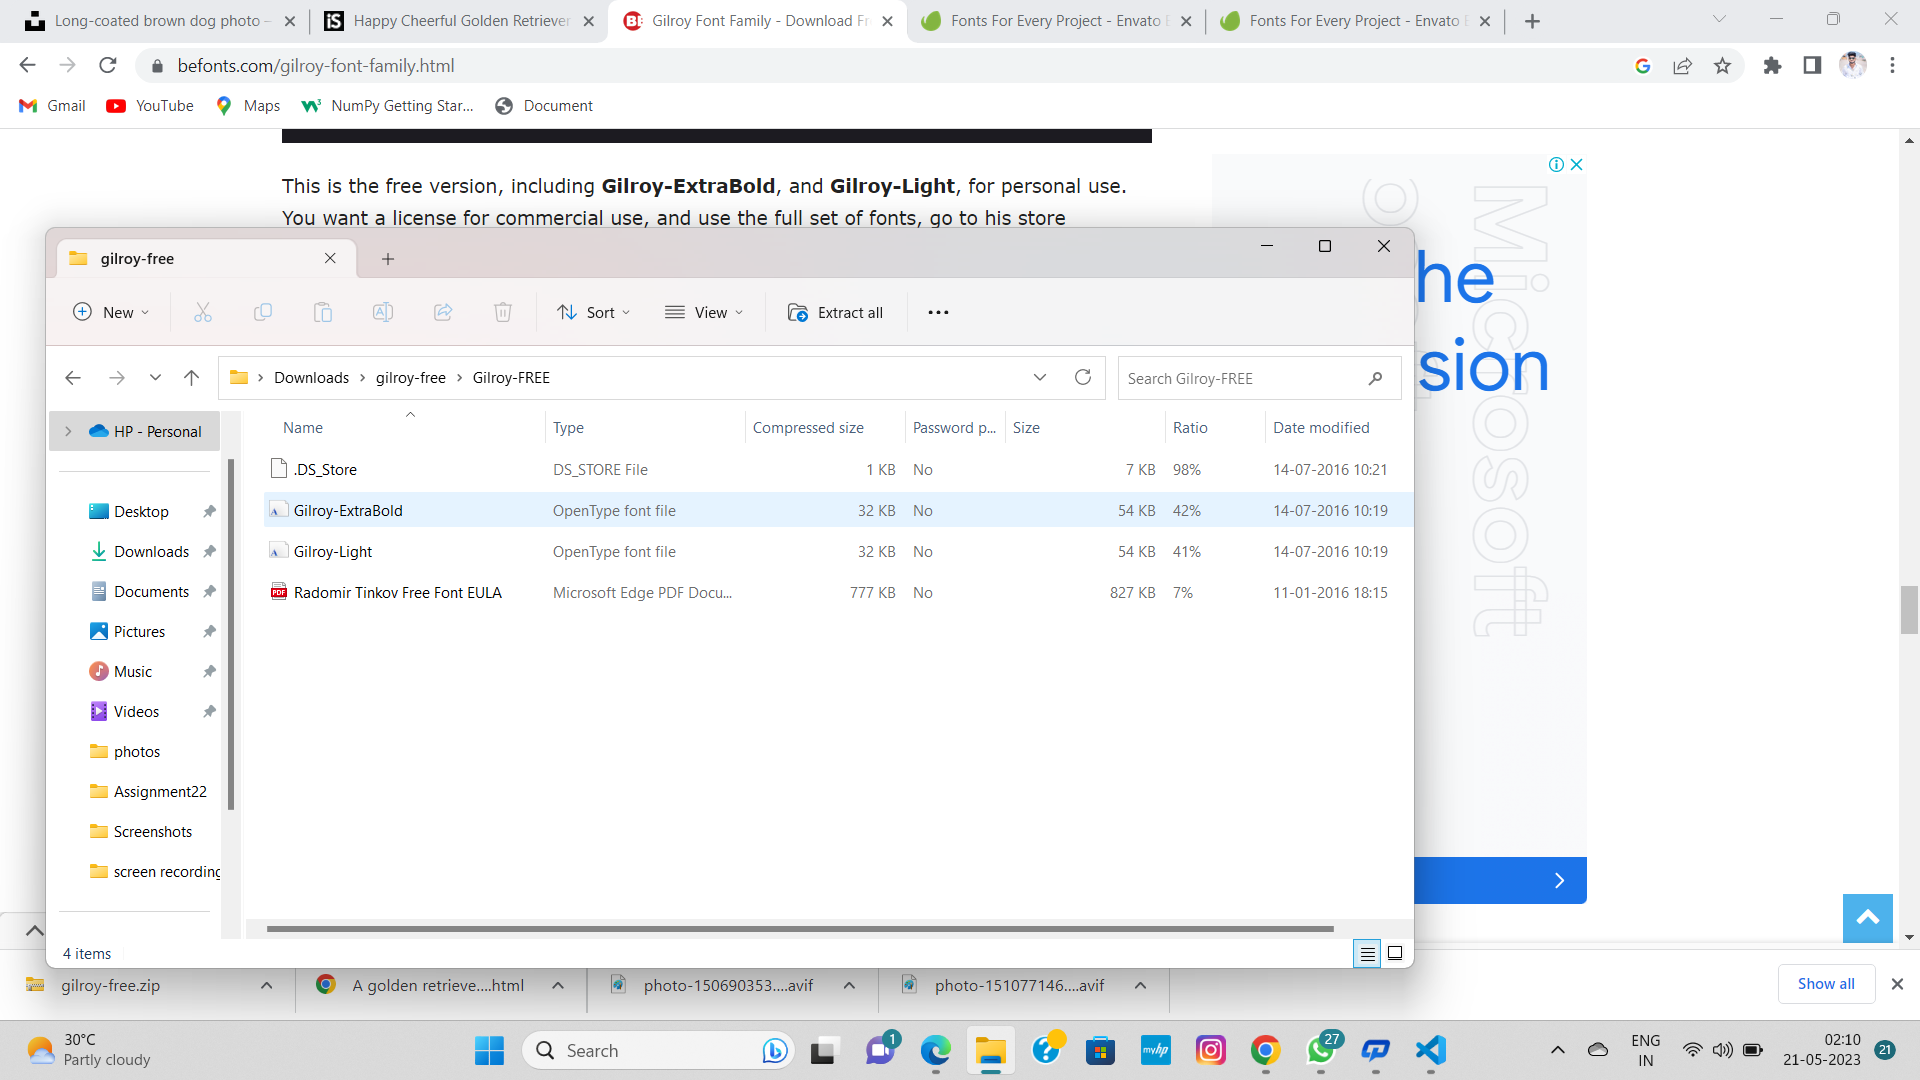 Long-coated brown dog photo –
Happy Cheerful Golden Retriever
Gilroy Font Family - Download Fr
Fonts For Every Project - Envato E
Fonts For Every Project - Envato E
befonts.com/gilroy-font-family.html
Gmail
YouTube
Maps
NumPy Getting Star...
Document
This is the free version, including Gilroy-ExtraBold, and Gilroy-Light, for personal use.
You want a license for commercial use, and use the full set of fonts, go to his store
gilroy-free
New
Sort
View
Extract all
Downloads > gilroy-free > Gilroy-FREE
Search Gilroy-FREE
HP - Personal
Desktop
Downloads
Documents
Pictures
Music
Videos
photos
Assignment22
Screenshots
screen recording
Name Type Compressed size Password p... Size Ratio Date modified
.DS_Store DS_STORE File 1 KB No 7 KB 98% 14-07-2016 10:21
Gilroy-ExtraBold OpenType font file 32 KB No 54 KB 42% 14-07-2016 10:19
Gilroy-Light OpenType font file 32 KB No 54 KB 41% 14-07-2016 10:19
Radomir Tinkov Free Font EULA Microsoft Edge PDF Docu... 777 KB No 827 KB 7% 11-01-2016 18:15
4 items
he
sion
Microsoft
gilroy-free.zip
A golden retrieve....html
photo-150690353....avif
photo-151077146....avif
Show all
30°C
Partly cloudy
Search
1
myhp
27
ENG
IN
02:10
21-05-2023
21